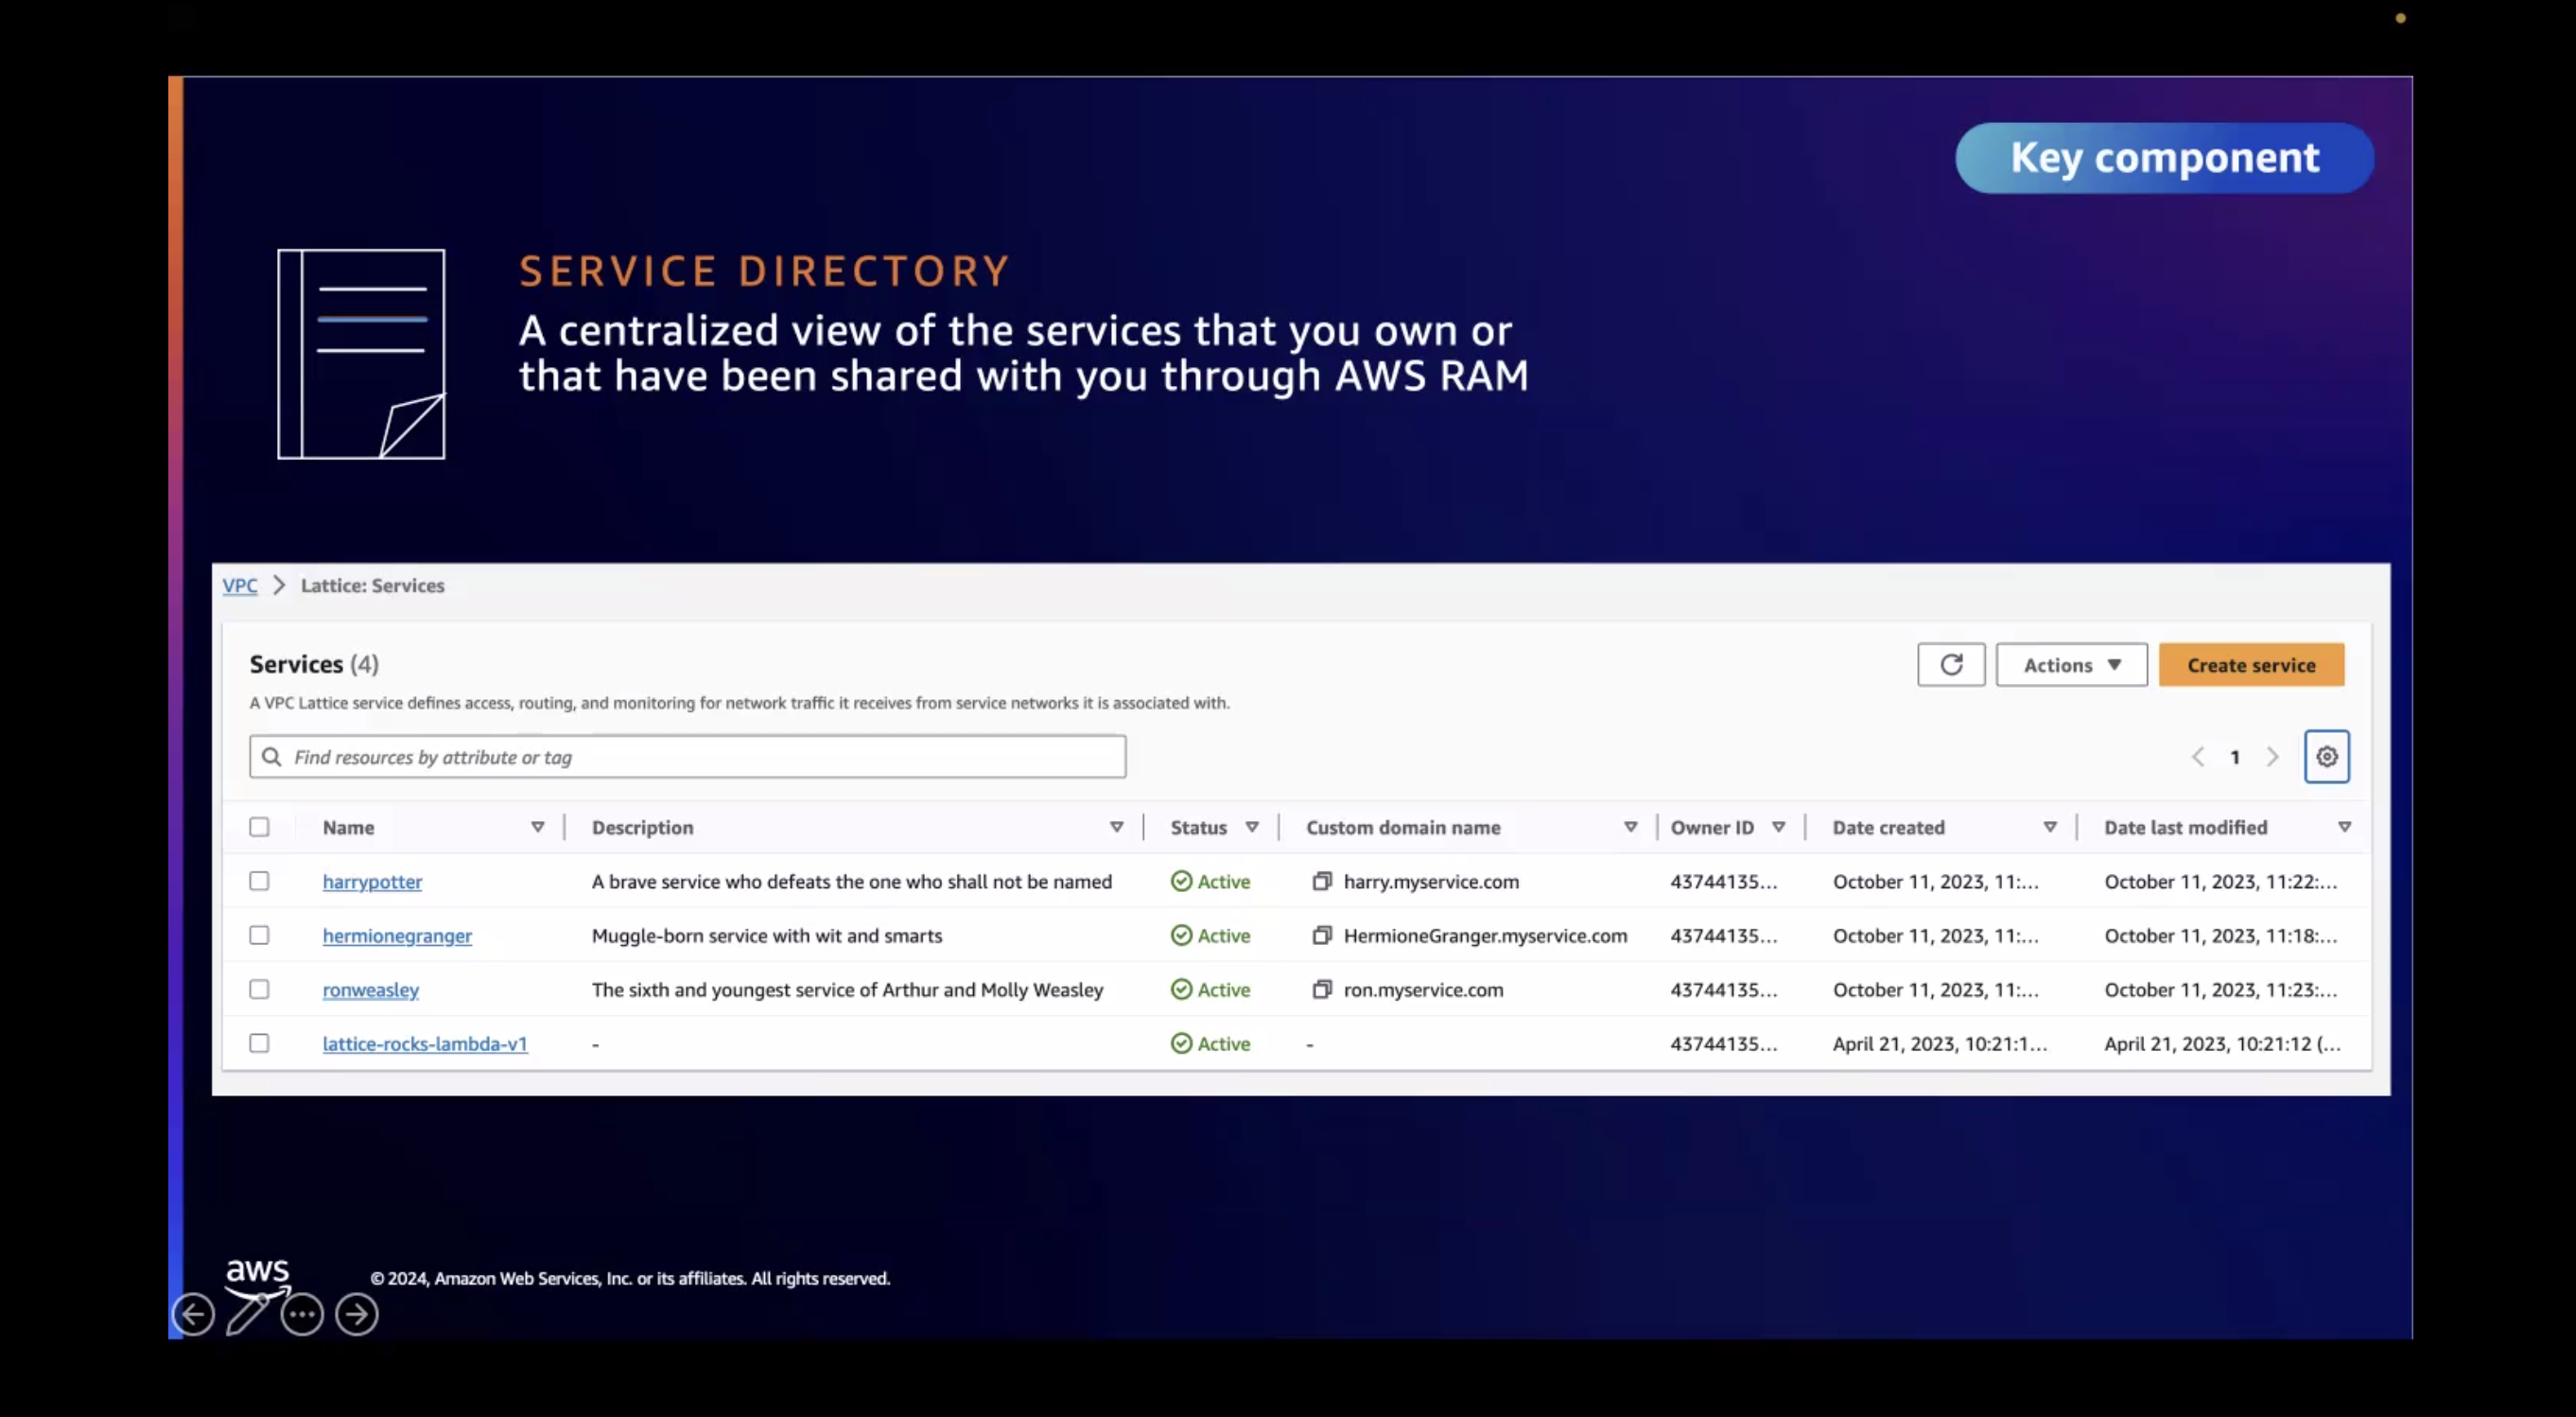 Key component
SERVICE DIRECTORY
A centralized view of the services that you own or
that have been shared with you through AWS RAM
VPC > Lattice: Services
Services (4)
Actions
Create service
A VPC Lattice service defines access, routing, and monitoring for network traffic it receives from service networks it is associated with.
Find resources by attribute or tag
1
Name Description Status Custom domain name Owner ID Date created Date last modified
harrypotter A brave service who defeats the one who shall not be named Active harry.myservice.com 43744135... October 11, 2023, 11:... October 11, 2023, 11:22:...
hermionegranger Muggle-born service with wit and smarts Active HermioneGranger.myservice.com 43744135... October 11, 2023, 11:... October 11, 2023, 11:18:...
ronweasley The sixth and youngest service of Arthur and Molly Weasley Active ron.myservice.com 43744135... October 11, 2023, 11:... October 11, 2023, 11:23:...
lattice-rocks-lambda-v1 - Active - 43744135... April 21, 2023, 10:21:1... April 21, 2023, 10:21:12 (...
aws
© 2024, Amazon Web Services, Inc. or its affiliates. All rights reserved.